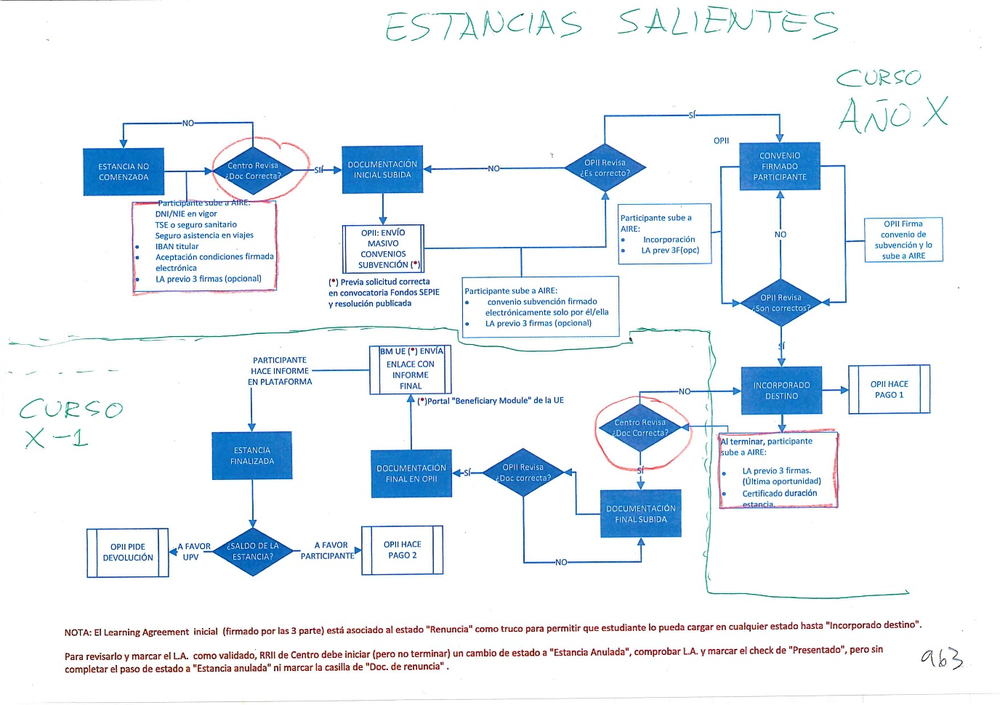 ESTANCIAS SALIENTES
CURSO
AÑO X
NO
ESTANCIA NO
COMENZADA
Centro Revisa
¿Doc Correcta?
SIÍ
DOCUMENTACIÓN
INICIAL SUBIDA
NO
OPII Revisa
¿Es correcto?
SÍ
OPII
CONVENIO
FIRMADO
PARTICIPANTE
Participante sube a AIRE:
DNI/NIE en vigor
TSE o seguro sanitario
Seguro asistencia en viajes
• IBAN titular
• Aceptación condiciones firmada
electrónica
• LA previo 3 firmas (opcional)
OPII: ENVÍO
MASIVO
CONVENIOS
SUBVENCIÓN (*)
(*) Previa solicitud correcta
en convocatoria Fondos SEPIE
y resolución publicada
Participante sube a AIRE:
• convenio subvención firmado
electrónicamente solo por él/ella
• LA previo 3 firmas (opcional)
Participante sube a
AIRE:
• Incorporación
• LA prev 3F(opc)
NO
OPII Firma
convenio de
subvención y lo
sube a AIRE
OPII Revisa
¿Son correctos?
SÍ
INCORPORADO
DESTINO
OPII HACE
PAGO 1
Al terminar, participante
sube a AIRE:
• LA previo 3 firmas.
(Última oportunidad)
• Certificado duración
estancia.
NO
Centro Revisa
¿Doc Correcta?
SÍ
DOCUMENTACIÓN
FINAL SUBIDA
OPII Revisa
¿Doc correcta?
NO
SÍ
DOCUMENTACIÓN
FINAL EN OPII
BM UE (*) ENVÍA
ENLACE CON
INFORME
FINAL
(*)Portal "Beneficiary Module" de la UE
PARTICIPANTE
HACE INFORME
EN PLATAFORMA
CURSO
X-1
ESTANCIA
FINALIZADA
¿SALDO DE LA
ESTANCIA?
A FAVOR
UPV
OPII PIDE
DEVOLUCIÓN
A FAVOR
PARTICIPANTE
OPII HACE
PAGO 2
NOTA: El Learning Agreement inicial (firmado por las 3 parte) está asociado al estado "Renuncia" como truco para permitir que estudiante lo pueda cargar en cualquier estado hasta "Incorporado destino".
Para revisarlo y marcar el L.A. como validado, RRII de Centro debe iniciar (pero no terminar) un cambio de estado a "Estancia Anulada", comprobar L.A. y marcar el check de "Presentado", pero sin
completar el paso de estado a "Estancia anulada" ni marcar la casilla de "Doc. de renuncia" .
963